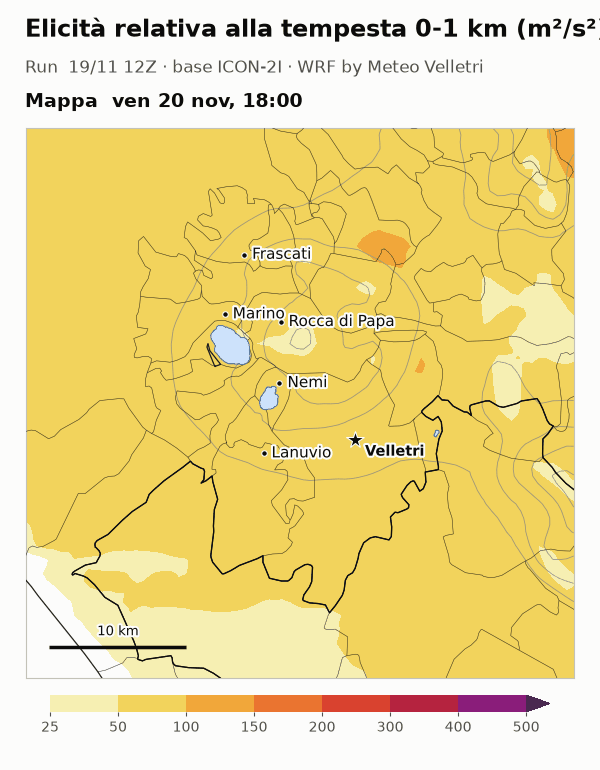 Elicità relativa alla tempesta 0-1 km (m²/s²)
Run  19/11 12Z · base ICON-2I · WRF by Meteo Velletri
Mappa  ven 20 nov, 18:00
Frascati
Marino
Rocca di Papa
Nemi
Velletri
Lanuvio
10 km
25 50 100 150 200 300 400 500